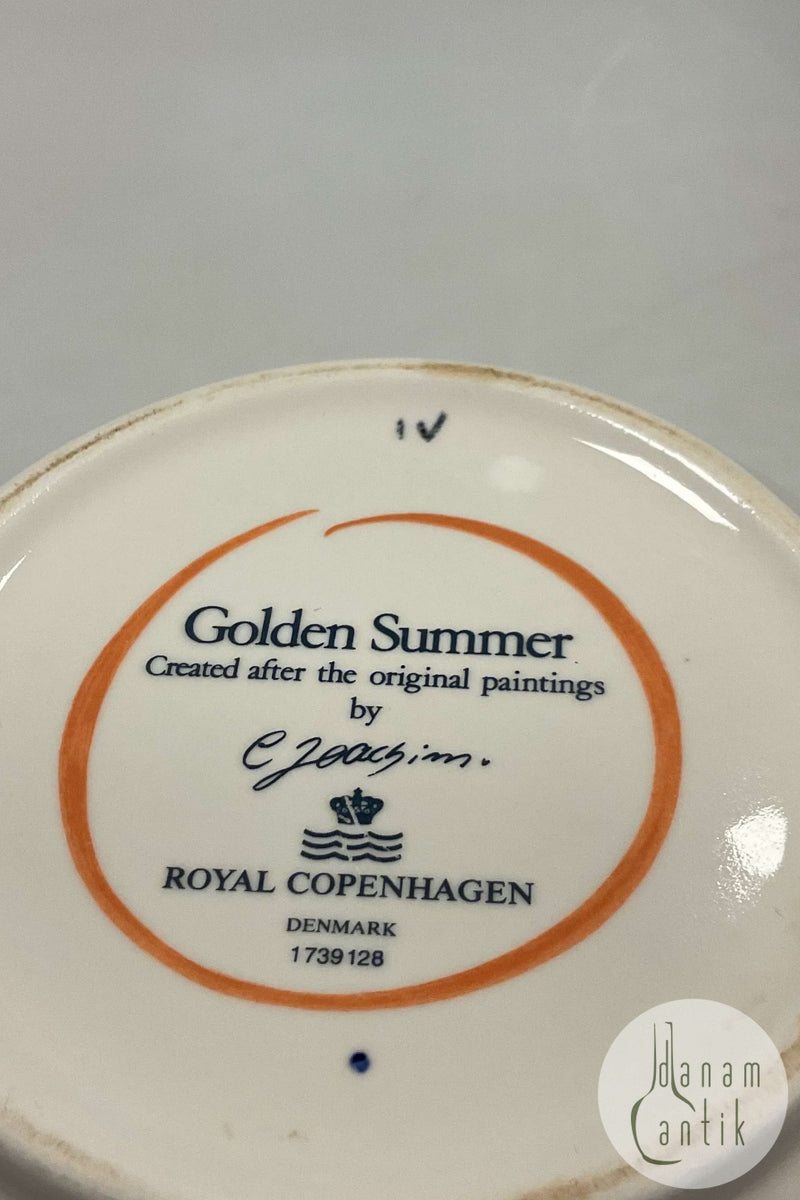 IV
Golden Summer
Created after the original paintings
by
C Joachim.
ROYAL COPENHAGEN
DENMARK
1739128
danam
antik